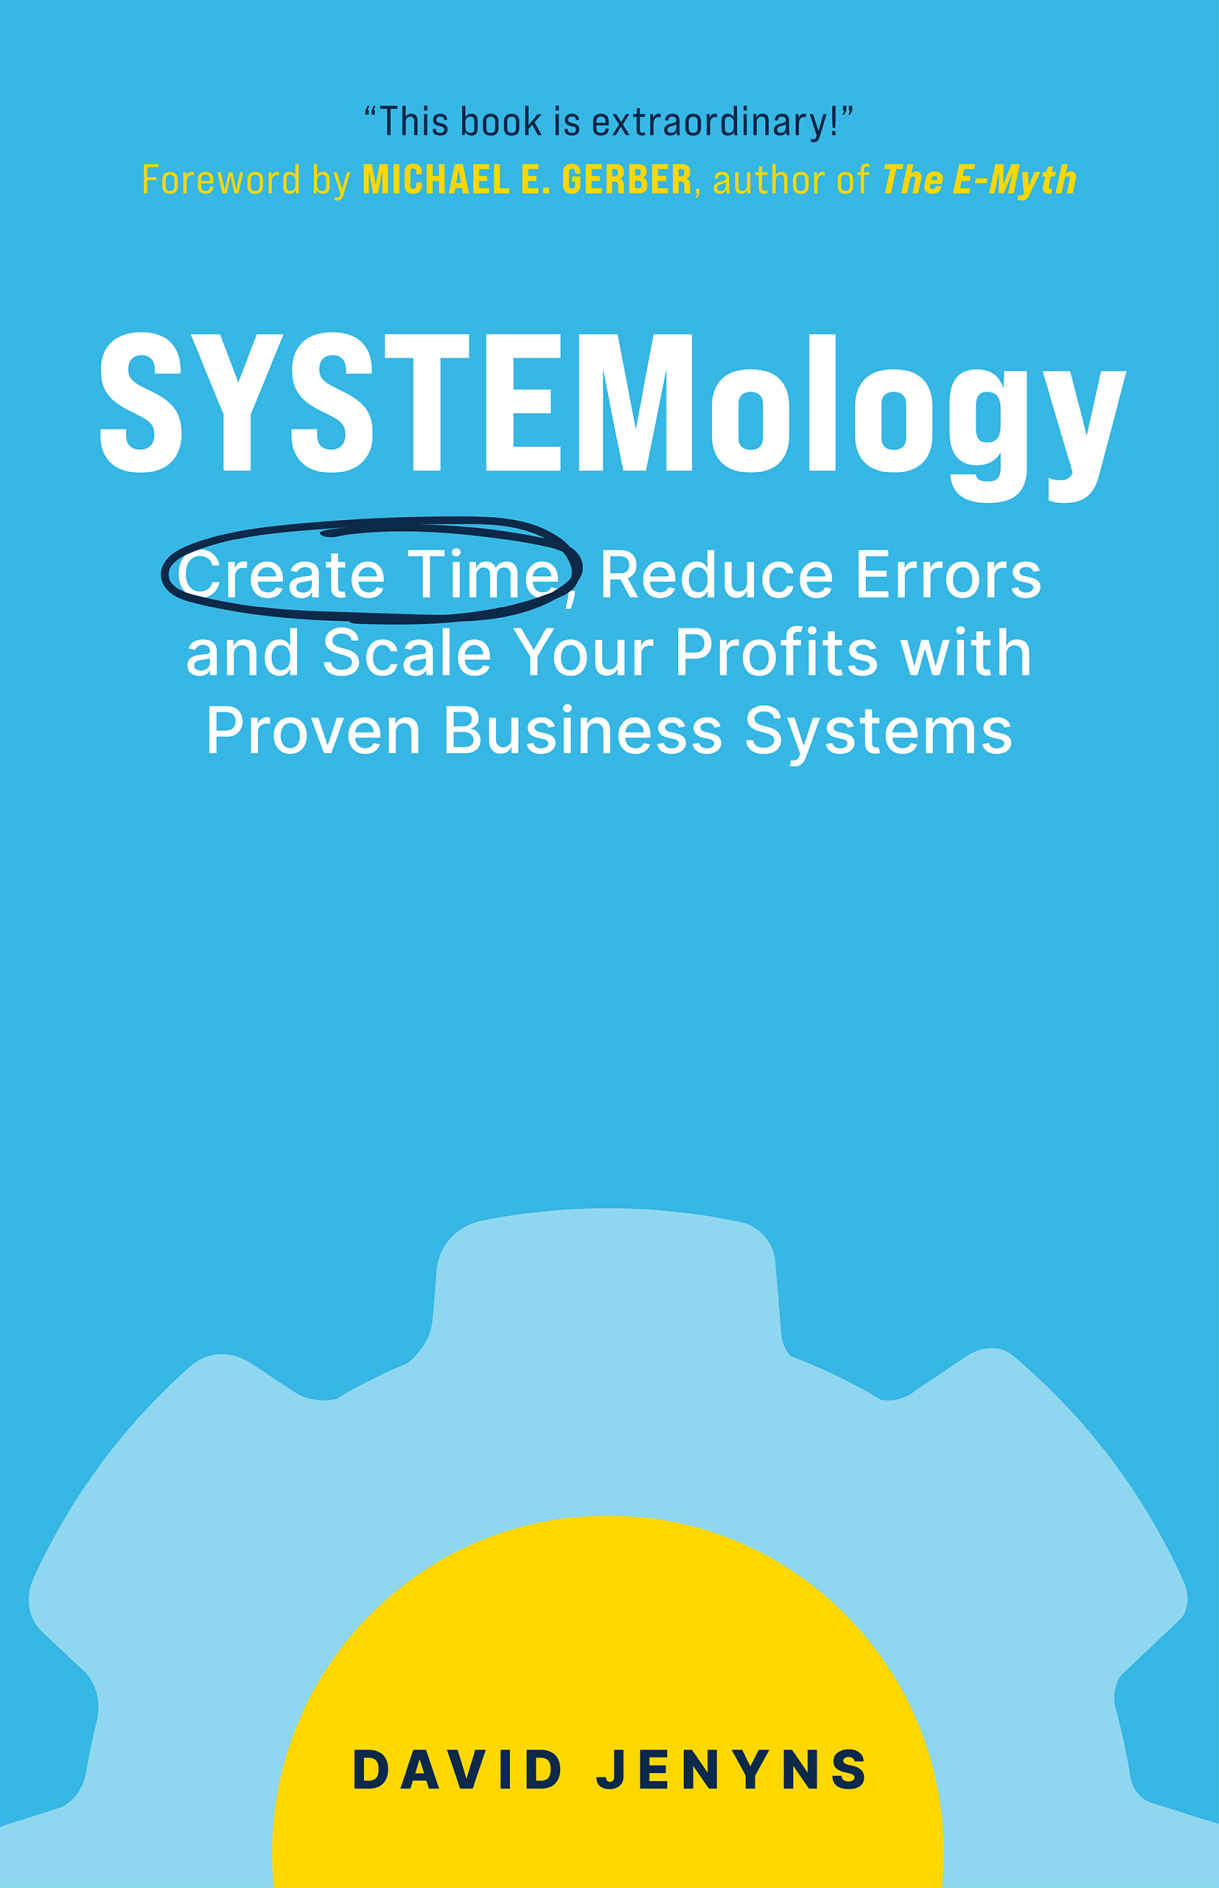 “This book is extraordinary!”
Foreword by MICHAEL E. GERBER, author of The E-Myth
SYSTEMology
Create Time, Reduce Errors
and Scale Your Profits with
Proven Business Systems
DAVID JENYNS